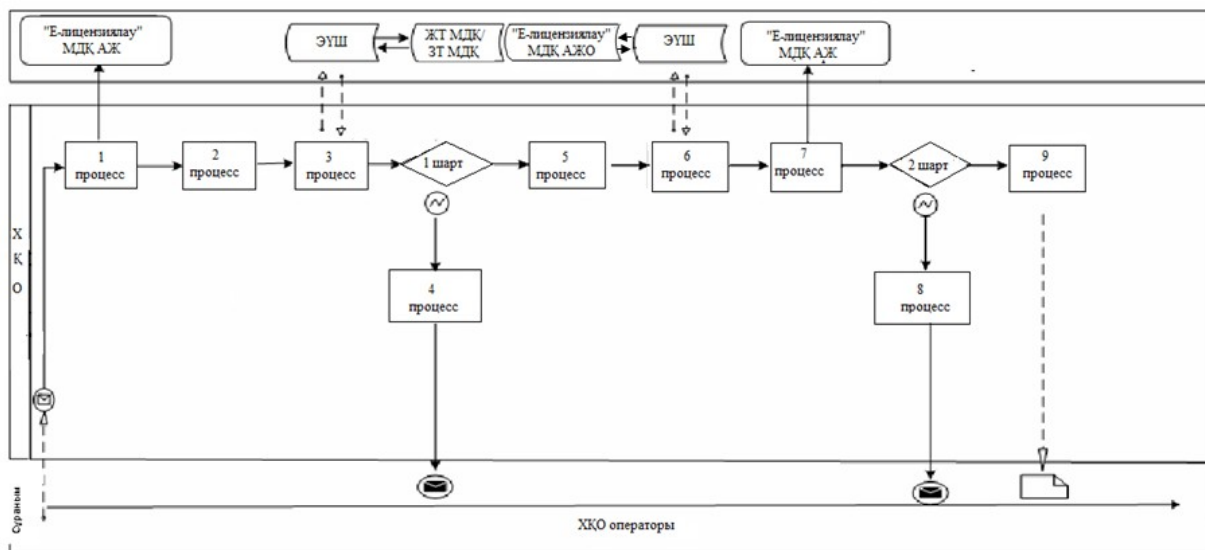 "Е-лицензиялау"
МДҚ АЖ
ЭҮШ
ЖТ МДҚ/
ЗТ МДҚ
"Е-лицензиялау"
МДҚ АЖО
ЭҮШ
"Е-лицензиялау"
МДҚ АЖ
1
процесс
2
процесс
3
процесс
1 шарт
5
процесс
6
процесс
7
процесс
2 шарт
9
процесс
4
процесс
8
процесс
Х
Қ
О
Сұраным
ХҚО операторы